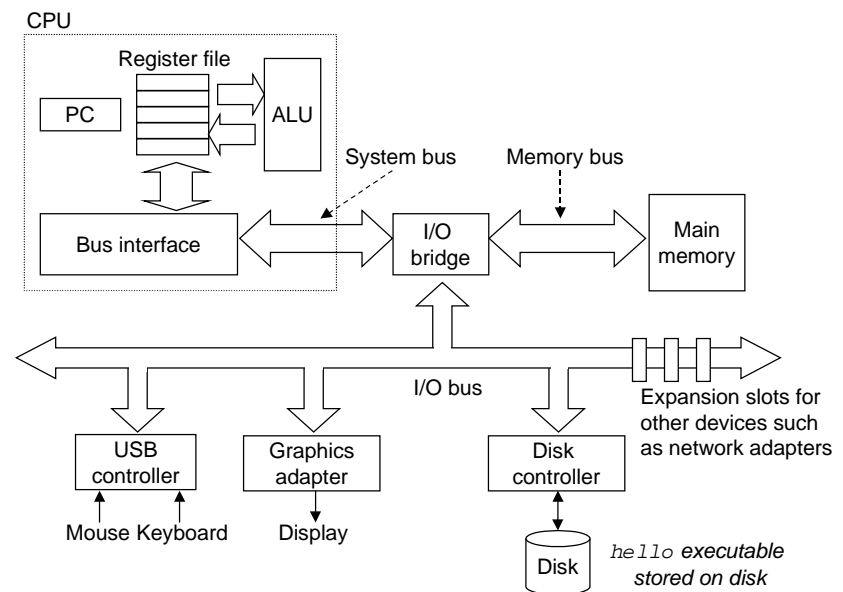 CPU
Register file
PC
ALU
System bus
Memory bus
Bus interface
I/O
bridge
Main
memory
I/O bus
Expansion slots for
other devices such
as network adapters
USB
controller
Graphics
adapter
Disk
controller
Mouse Keyboard
Display
Disk
hello executable
stored on disk